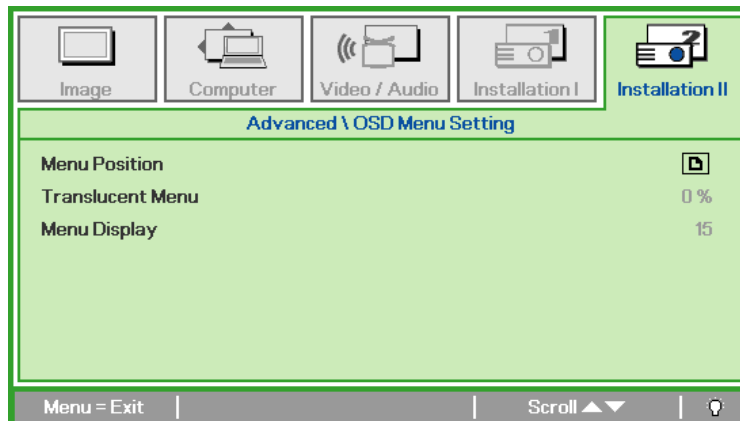 Image
Computer
Video / Audio
Installation I
Installation II
Advanced \ OSD Menu Setting
Menu Position
Translucent Menu 0 %
Menu Display 15
Menu = Exit Scroll ▲▼